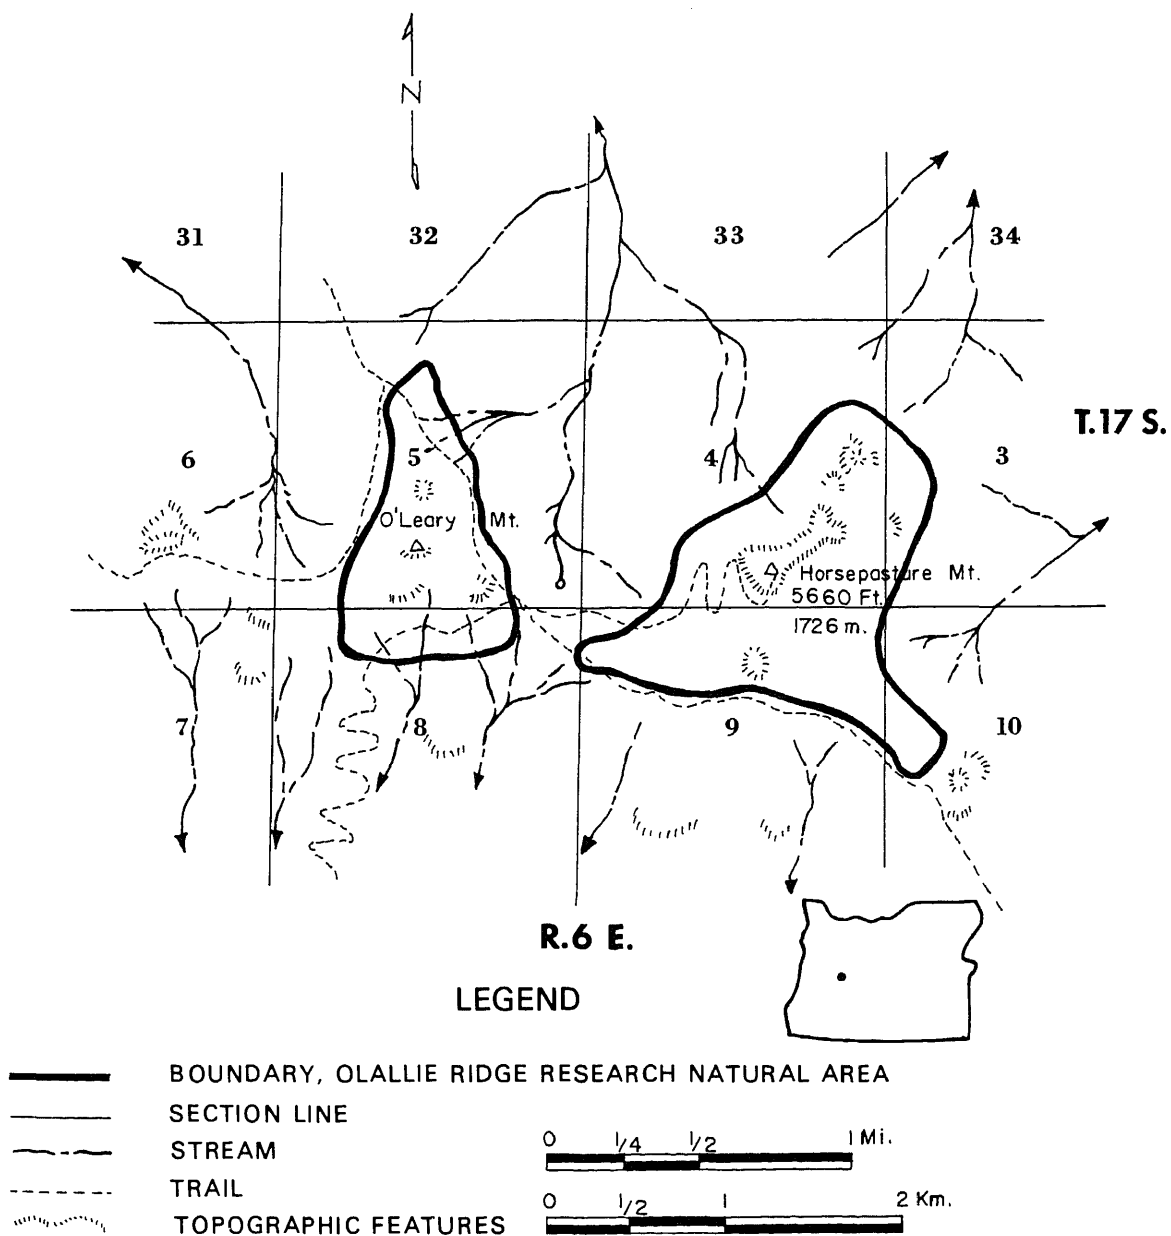 N
31 32 33 34
T.17 S.
6 5 4 3
O'Leary Mt.
Horsepasture Mt.
5660 Ft.
1726 m.
7 8 9 10
R.6 E.
LEGEND
BOUNDARY, OLALLIE RIDGE RESEARCH NATURAL AREA
SECTION LINE
STREAM
TRAIL
TOPOGRAPHIC FEATURES
0 1/4 1/2 1 Mi.
0 1/2 1 2 Km.